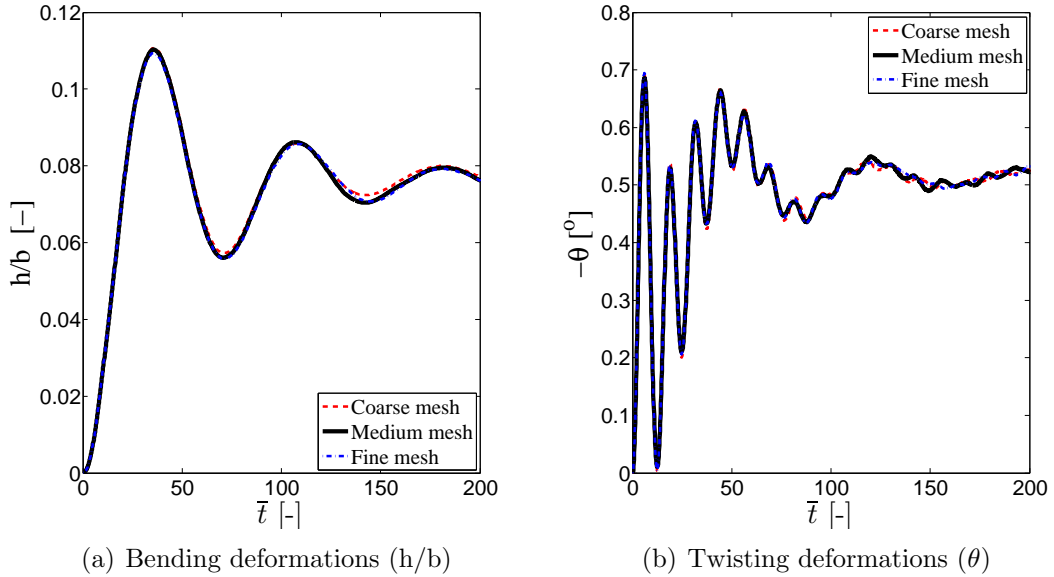 0.12
0.1
0.08
0.06
0.04
0.02
0
h/b [−]
Coarse mesh
Medium mesh
Fine mesh
0 50 100 150 200
t̅ [-]
(a) Bending deformations (h/b)
0.8
0.7
0.6
0.5
0.4
0.3
0.2
0.1
0
−θ [o]
Coarse mesh
Medium mesh
Fine mesh
0 50 100 150 200
t̅ [-]
(b) Twisting deformations (θ)